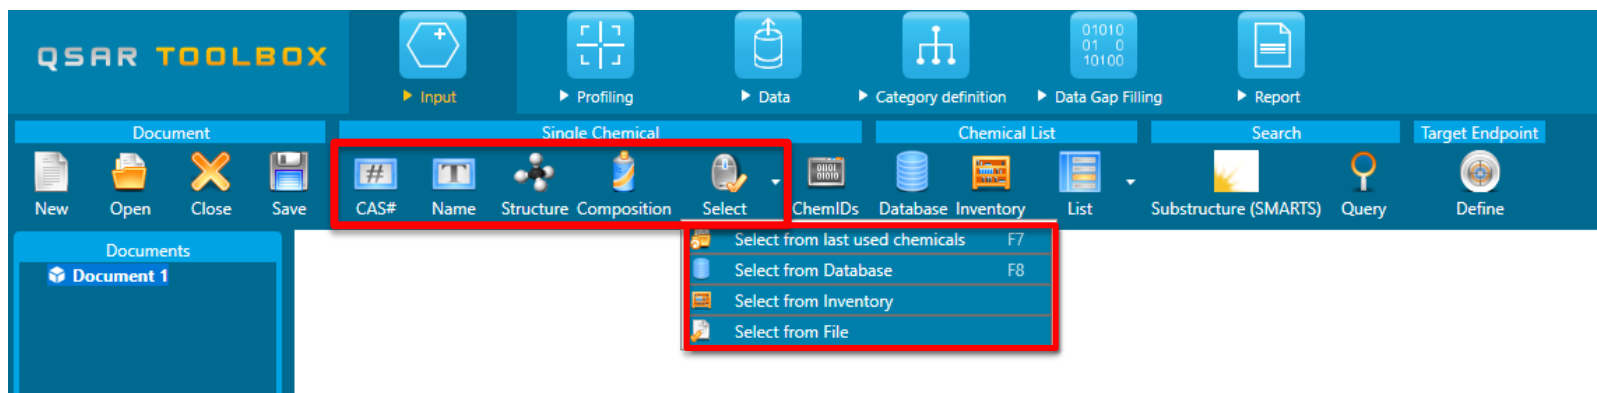 QSAR TOOLBOX
Input
Profiling
Data
Category definition
01010
01 0
10100
Data Gap Filling
Report
Document
Single Chemical
Chemical List
Search
Target Endpoint
New
Open
Close
Save
#
CAS#
T
Name
Structure
Composition
Select
01101
01010
ChemIDs
Database
Inventory
List
Substructure (SMARTS)
Query
Define
Documents
Document 1
Select from last used chemicals F7
Select from Database F8
Select from Inventory
Select from File